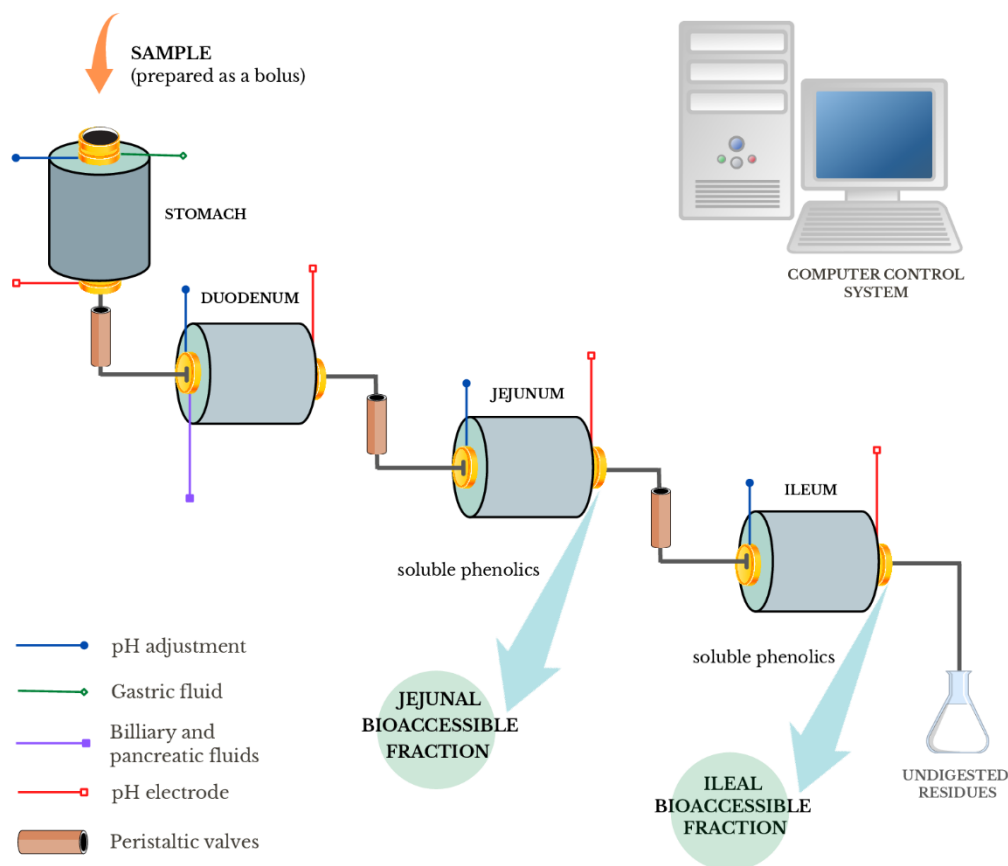 SAMPLE
(prepared as a bolus)
STOMACH
COMPUTER CONTROL
SYSTEM
DUODENUM
JEJUNUM
ILEUM
soluble phenolics
soluble phenolics
JEJUNAL
BIOACCESSIBLE
FRACTION
ILEAL
BIOACCESSIBLE
FRACTION
UNDIGESTED
RESIDUES
pH adjustment
Gastric fluid
Billiary and
pancreatic fluids
pH electrode
Peristaltic valves